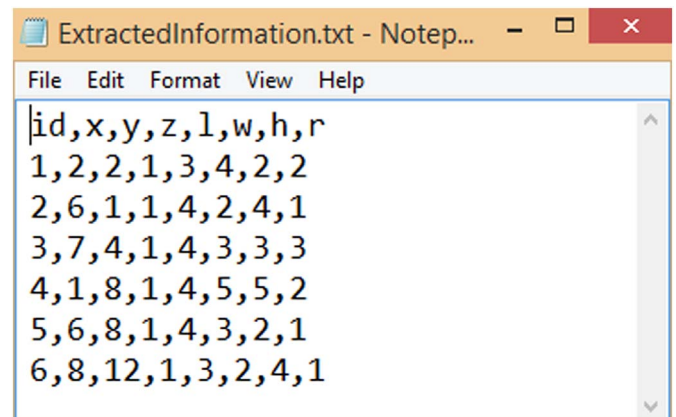 ExtractedInformation.txt - Notep...
File Edit Format View Help
id,x,y,z,l,w,h,r
1,2,2,1,3,4,2,2
2,6,1,1,4,2,4,1
3,7,4,1,4,3,3,3
4,1,8,1,4,5,5,2
5,6,8,1,4,3,2,1
6,8,12,1,3,2,4,1